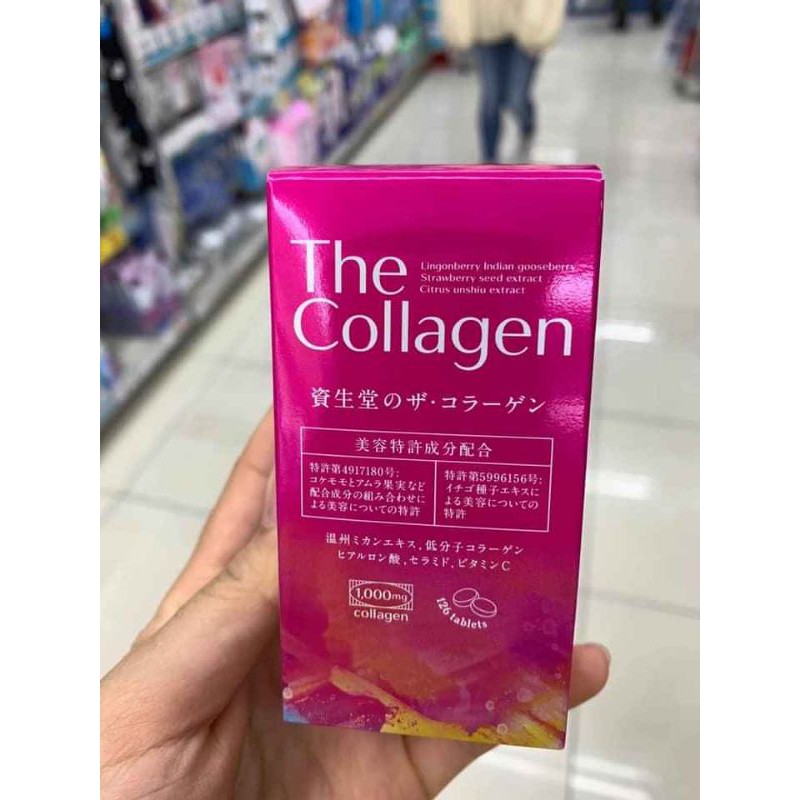 The
Collagen
Lingonberry Indian gooseberry
Strawberry seed extract
Citrus unshiu extract
資生堂のザ・コラーゲン
美容特許成分配合
特許第4917180号:
コケモモとアムラ果実など
配合成分の組み合わせに
よる美容についての特許
特許第5996156号:
イチゴ種子エキスに
よる美容についての
特許
温州ミカンエキス,低分子コラーゲン
ヒアルロン酸,セラミド,ビタミンC
1,000mg
collagen
126 tablets